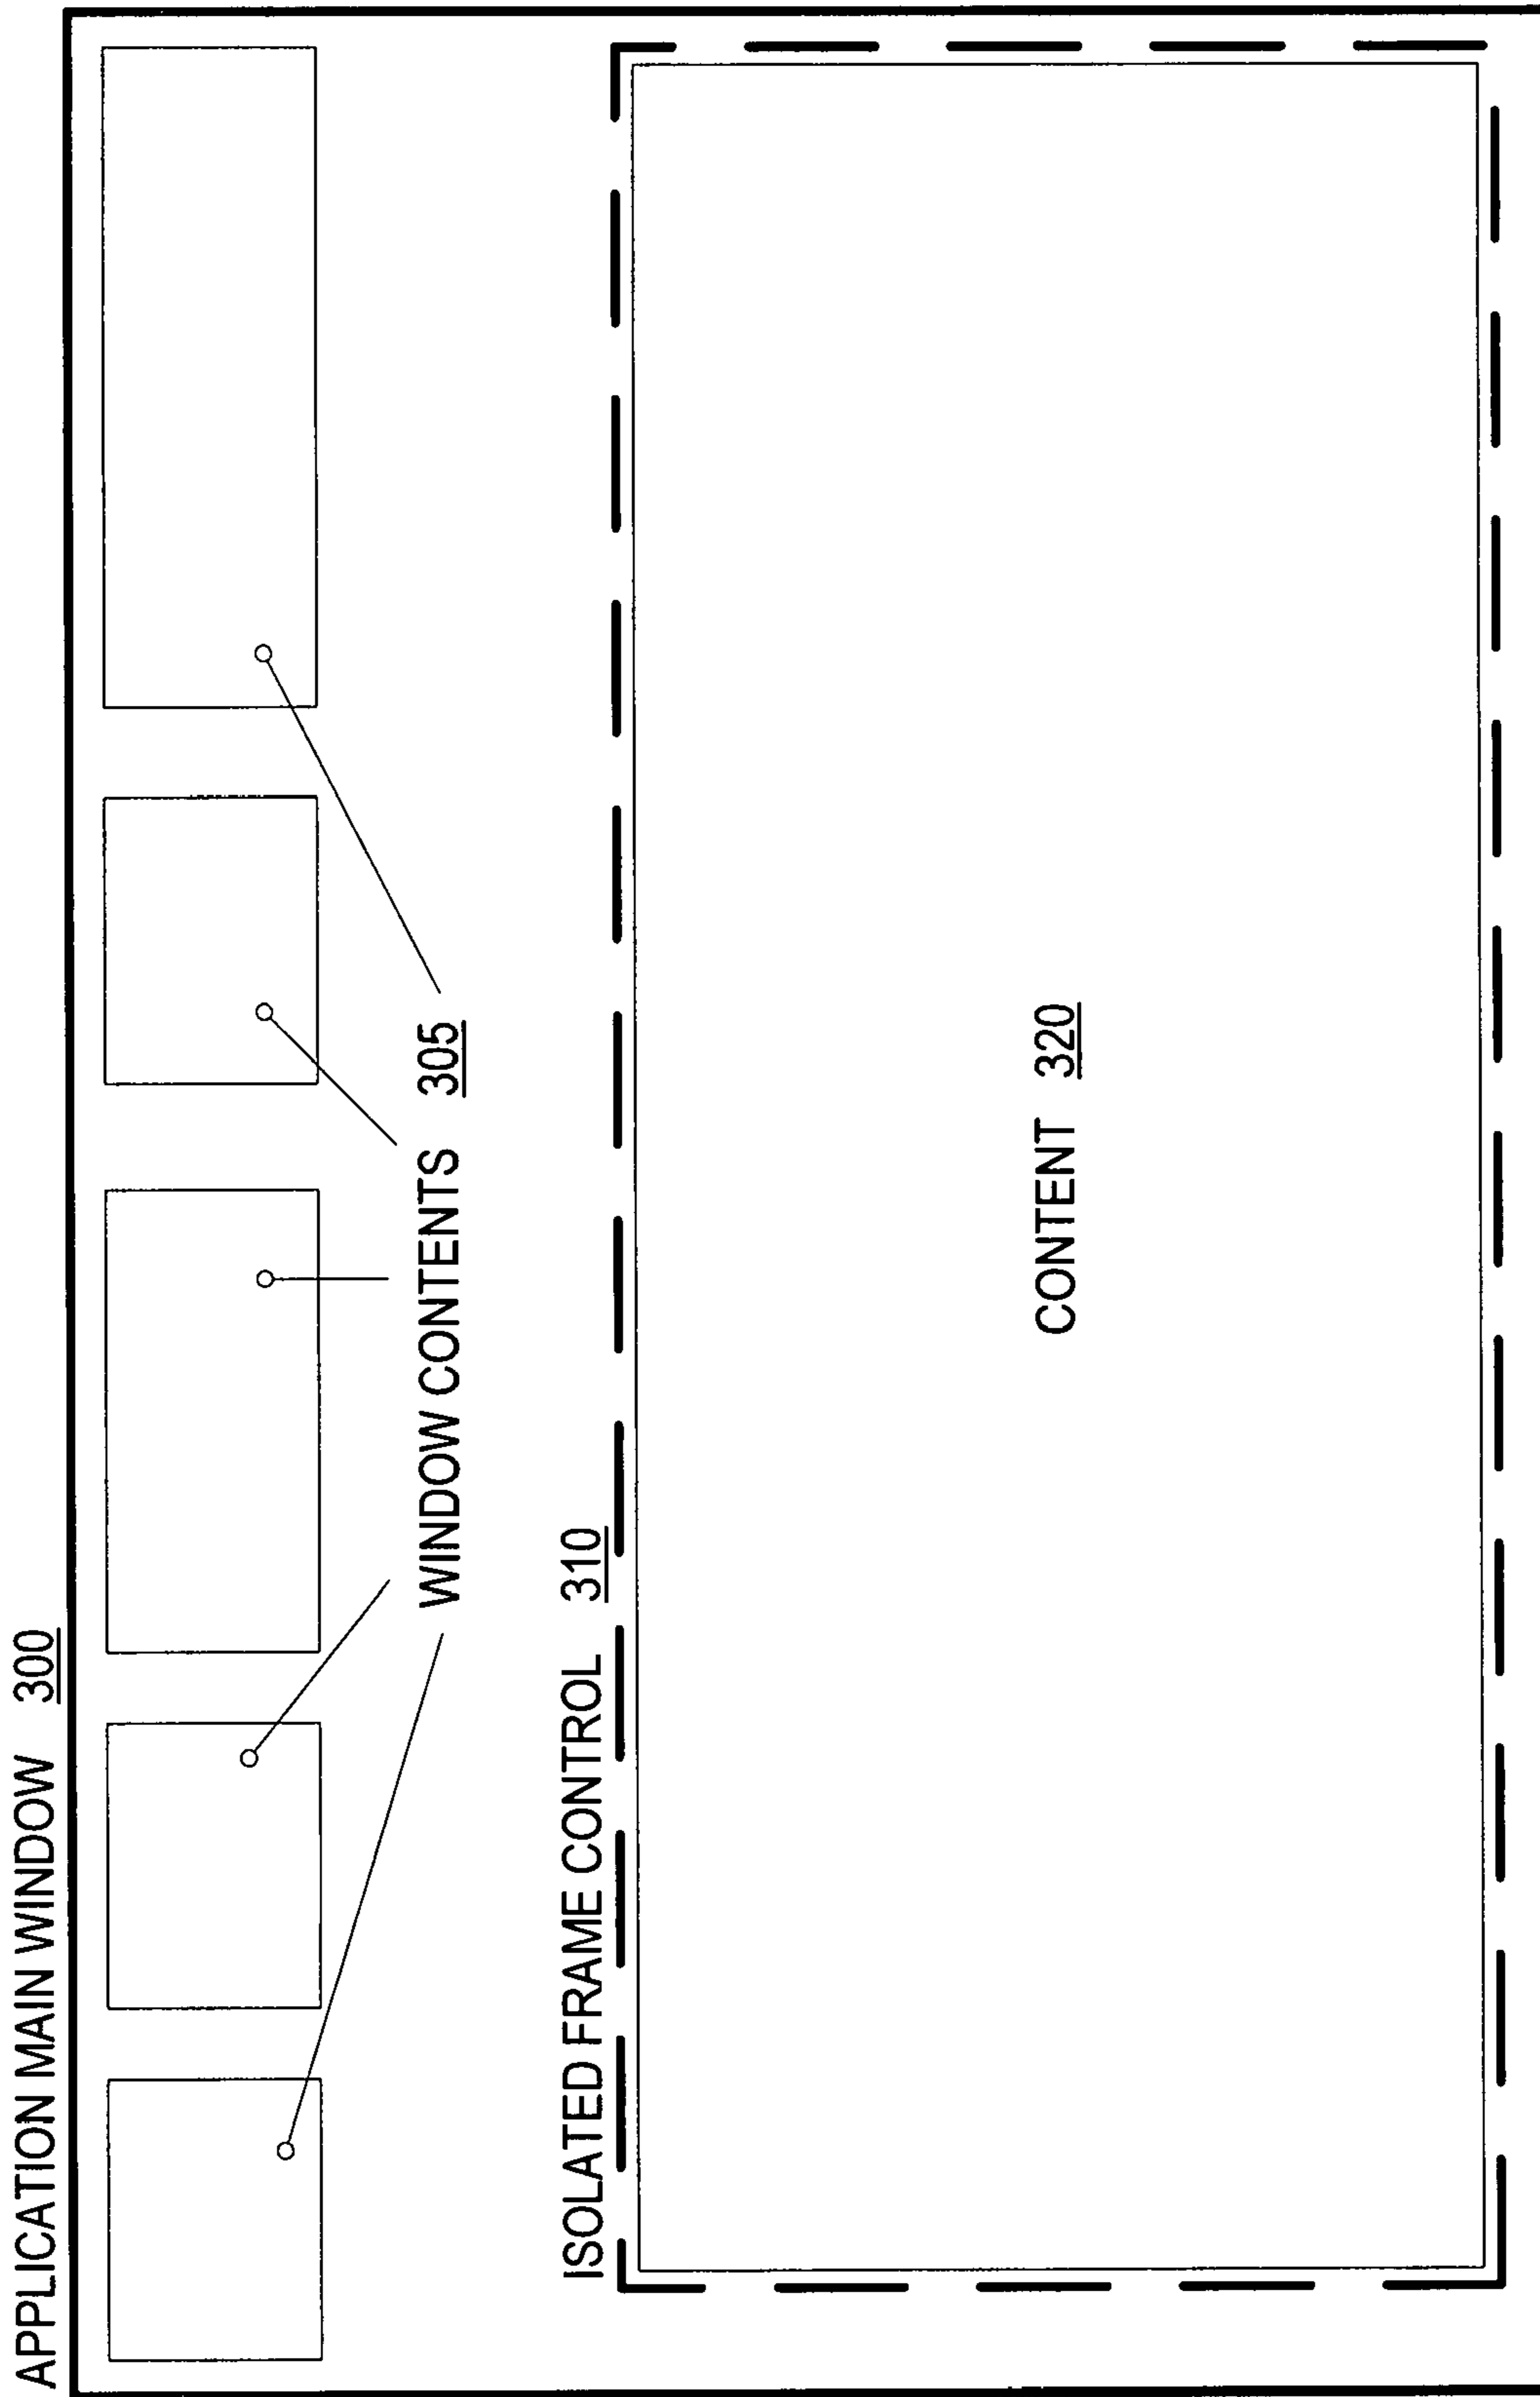 APPLICATION MAIN WINDOW 300
WINDOW CONTENTS 305
ISOLATED FRAME CONTROL 310
CONTENT 320